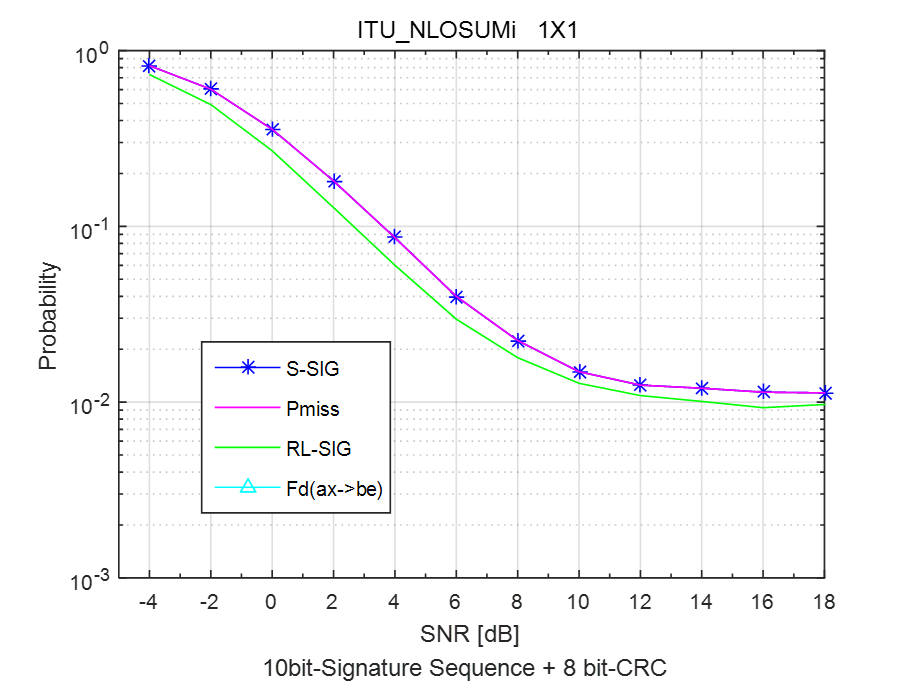 ITU_NLOSUMi 1X1
10^0
10^-1
10^-2
10^-3
Probability
S-SIG
Pmiss
RL-SIG
Fd(ax->be)
-4 -2 0 2 4 6 8 10 12 14 16 18
SNR [dB]
10bit-Signature Sequence + 8 bit-CRC